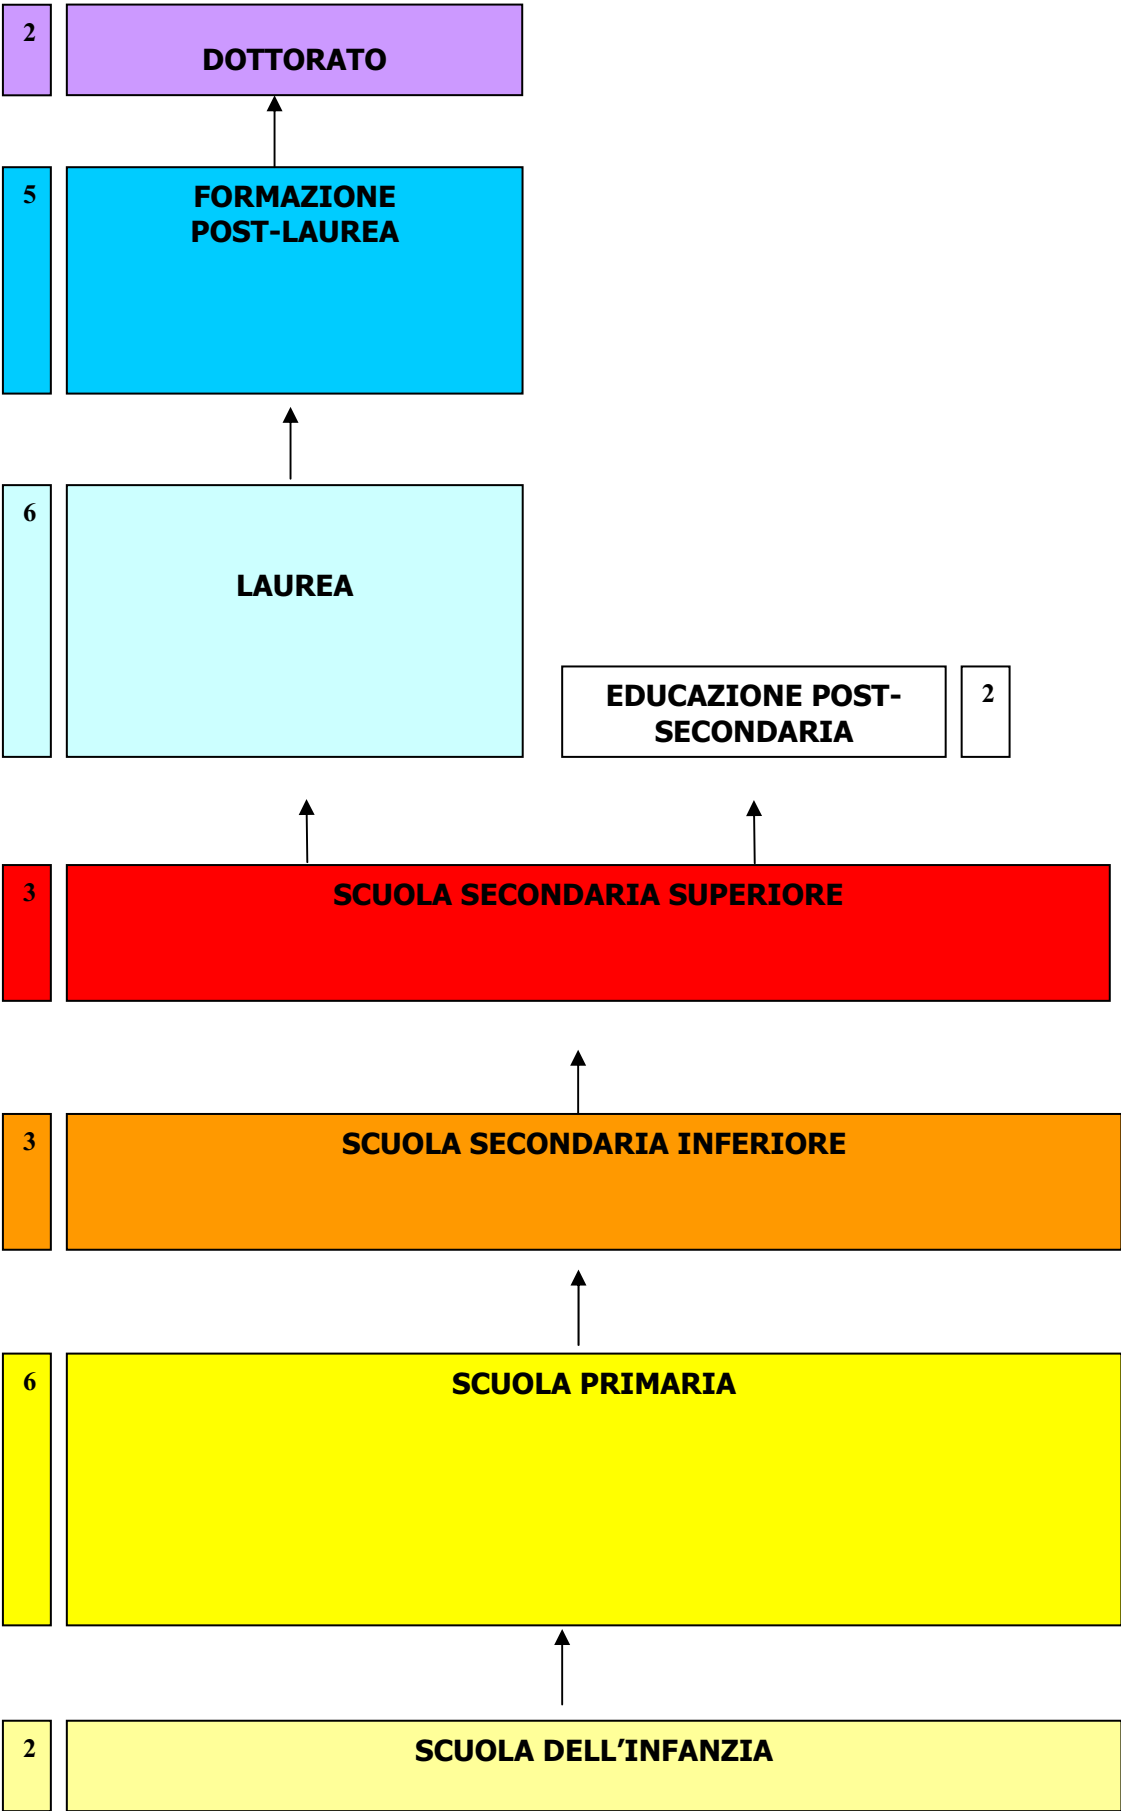 2
DOTTORATO
5
FORMAZIONE
POST-LAUREA
6
LAUREA
EDUCAZIONE POST-
SECONDARIA
2
3
SCUOLA SECONDARIA SUPERIORE
3
SCUOLA SECONDARIA INFERIORE
6
SCUOLA PRIMARIA
2
SCUOLA DELL’INFANZIA